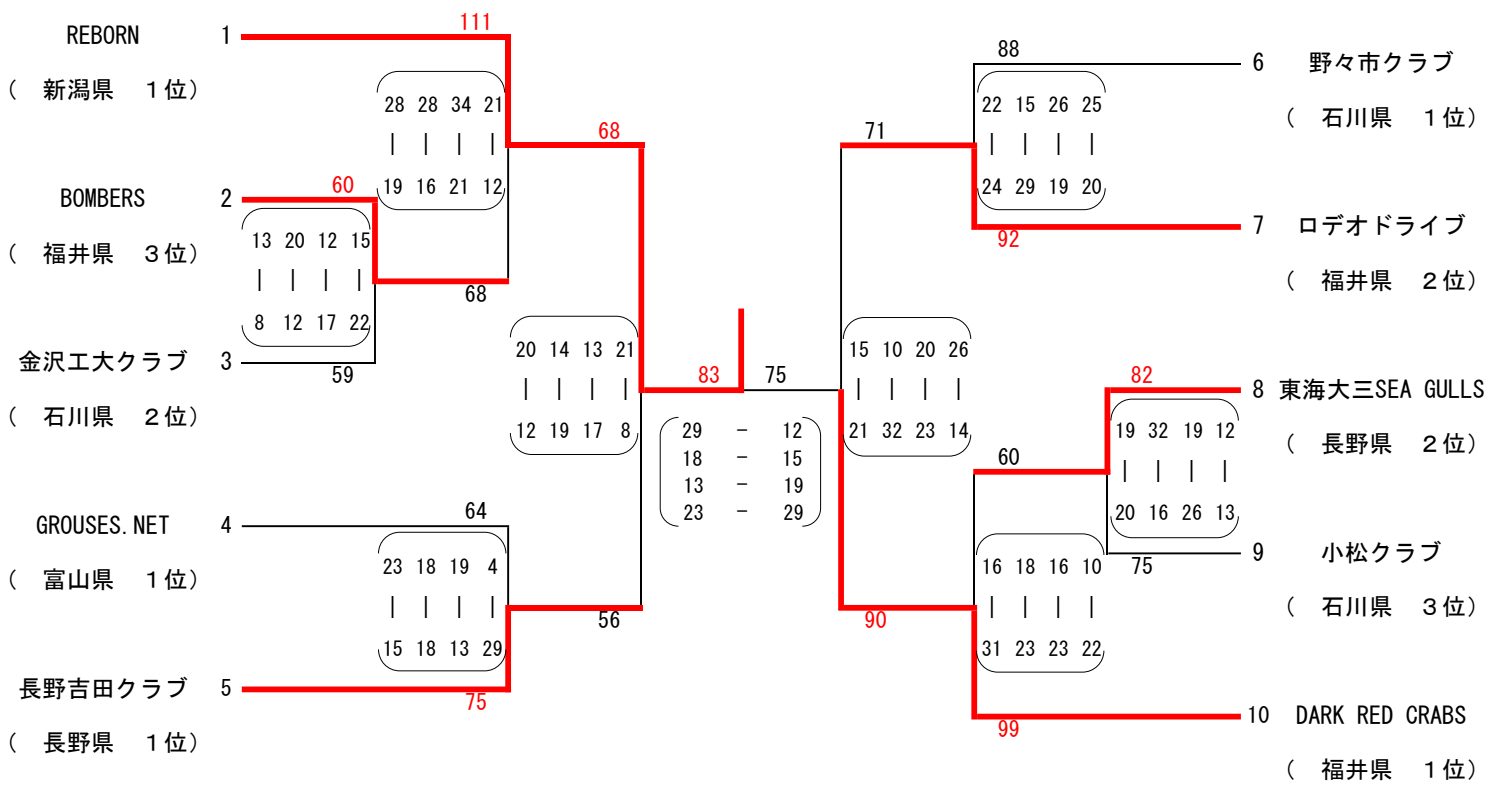 REBORN 1
( 新潟県 1位)
111
28 28 34 21
| | | |
19 16 21 12
BOMBERS 2
( 福井県 3位)
60
13 20 12 15
| | | |
8 12 17 22
68
金沢工大クラブ 3
( 石川県 2位)
59
68
20 14 13 21
| | | |
12 19 17 8
GROUSES.NET 4
( 富山県 1位)
64
23 18 19 4
| | | |
15 18 13 29
56
長野吉田クラブ 5
( 長野県 1位)
75
83 75
29 - 12
18 - 15
13 - 19
23 - 29
88
6 野々市クラブ
( 石川県 1位)
22 15 26 25
| | | |
24 29 19 20
71
7 ロデオドライブ
( 福井県 2位)
92
15 10 20 26
| | | |
21 32 23 14
82
8 東海大三SEA GULLS
( 長野県 2位)
19 32 19 12
| | | |
20 16 26 13
60
9 小松クラブ
( 石川県 3位)
75
16 18 16 10
| | | |
31 23 23 22
90
10 DARK RED CRABS
( 福井県 1位)
99